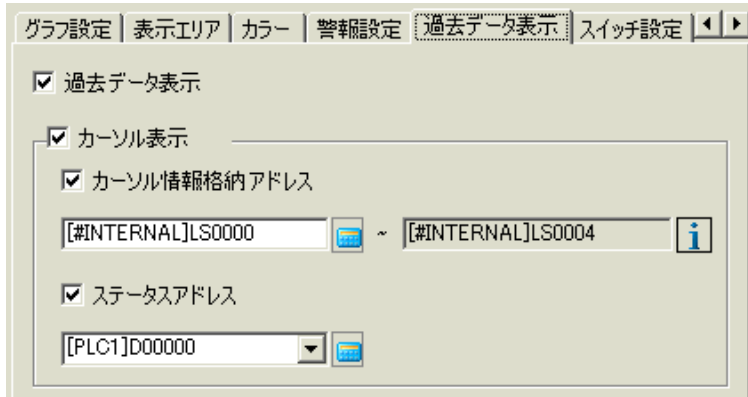 グラフ設定 表示エリア カラー 警報設定 過去データ表示 スイッチ設定
過去データ表示
カーソル表示
カーソル情報格納アドレス
[#INTERNAL]LS0000 ~ [#INTERNAL]LS0004 i
ステータスアドレス
[PLC1]D00000